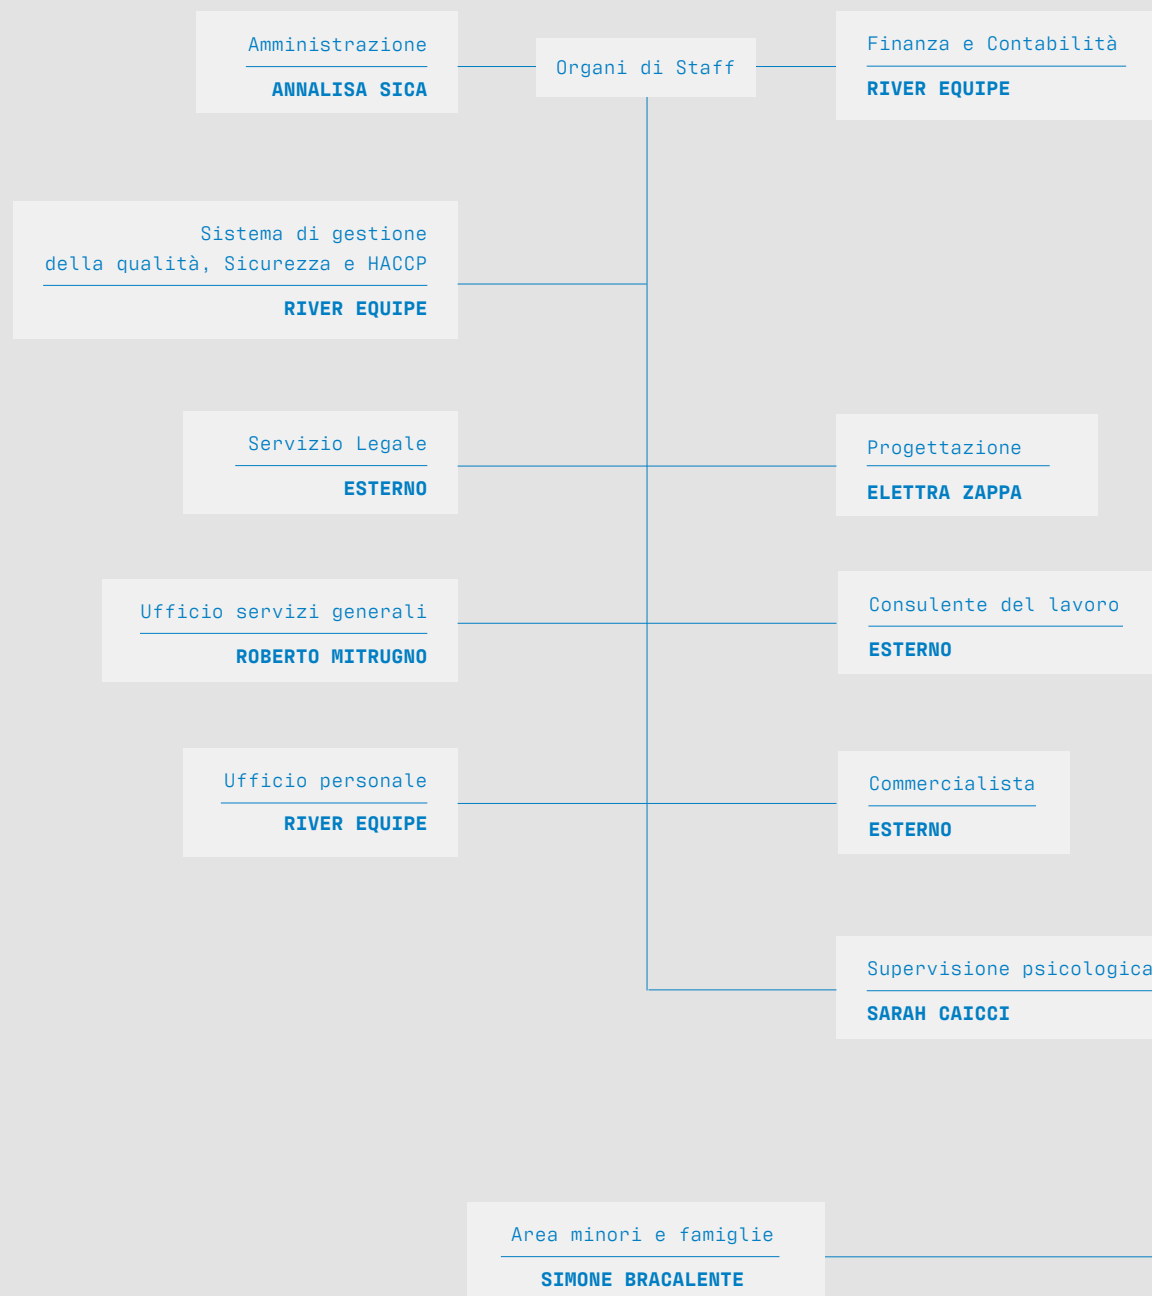 Amministrazione
ANNALISA SICA
Organi di Staff
Finanza e Contabilità
RIVER EQUIPE
Sistema di gestione
della qualità, Sicurezza e HACCP
RIVER EQUIPE
Servizio Legale
ESTERNO
Progettazione
ELETTRA ZAPPA
Ufficio servizi generali
ROBERTO MITRUGNO
Consulente del lavoro
ESTERNO
Ufficio personale
RIVER EQUIPE
Commercialista
ESTERNO
Supervisione psicologica
SARAH CAICCI
Area minori e famiglie
SIMONE BRACALENTE